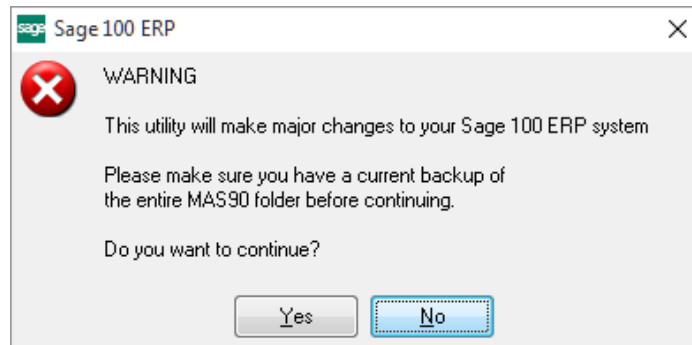 sage Sage 100 ERP
WARNING
This utility will make major changes to your Sage 100 ERP system
Please make sure you have a current backup of
the entire MAS90 folder before continuing.
Do you want to continue?
Yes No